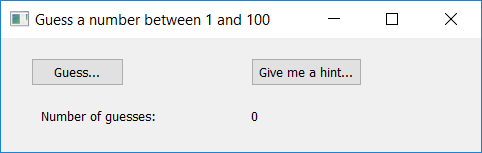 Guess a number between 1 and 100
Guess... Give me a hint...
Number of guesses: 0